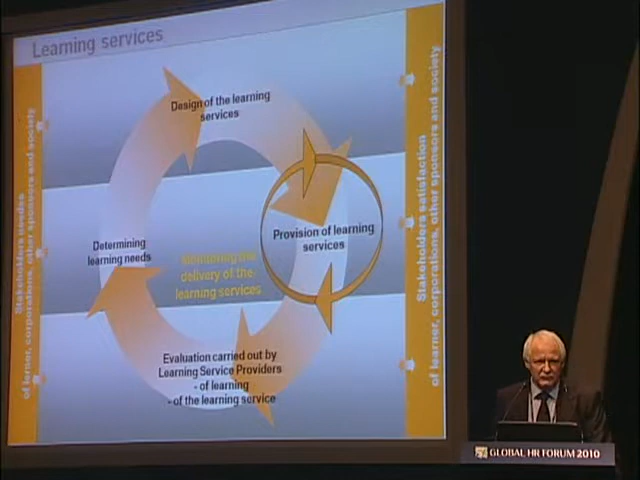 Learning services
Design of the learning
services
Provision of learning
services
Determining
learning needs
Monitoring the
delivery of the
learning services
Evaluation carried out by
Learning Service Providers
- of learning
- of the learning service
Stakeholders needes
of lerner, corporations, other sponsors and society
Stakeholders satisfaction
of learner, corporations, other sponsors and society
GLOBAL HR FORUM 2010